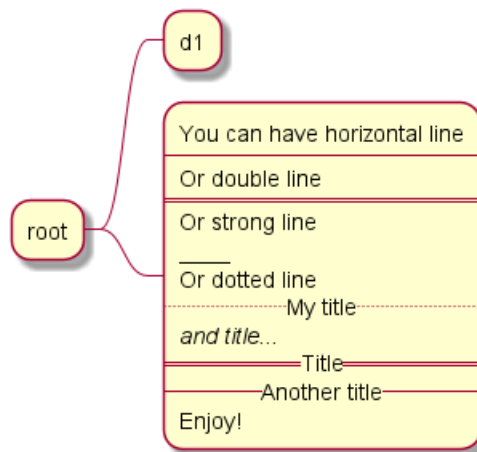 d1
root
You can have horizontal line
Or double line
Or strong line
____
Or dotted line
My title
and title...
Title
Another title
Enjoy!